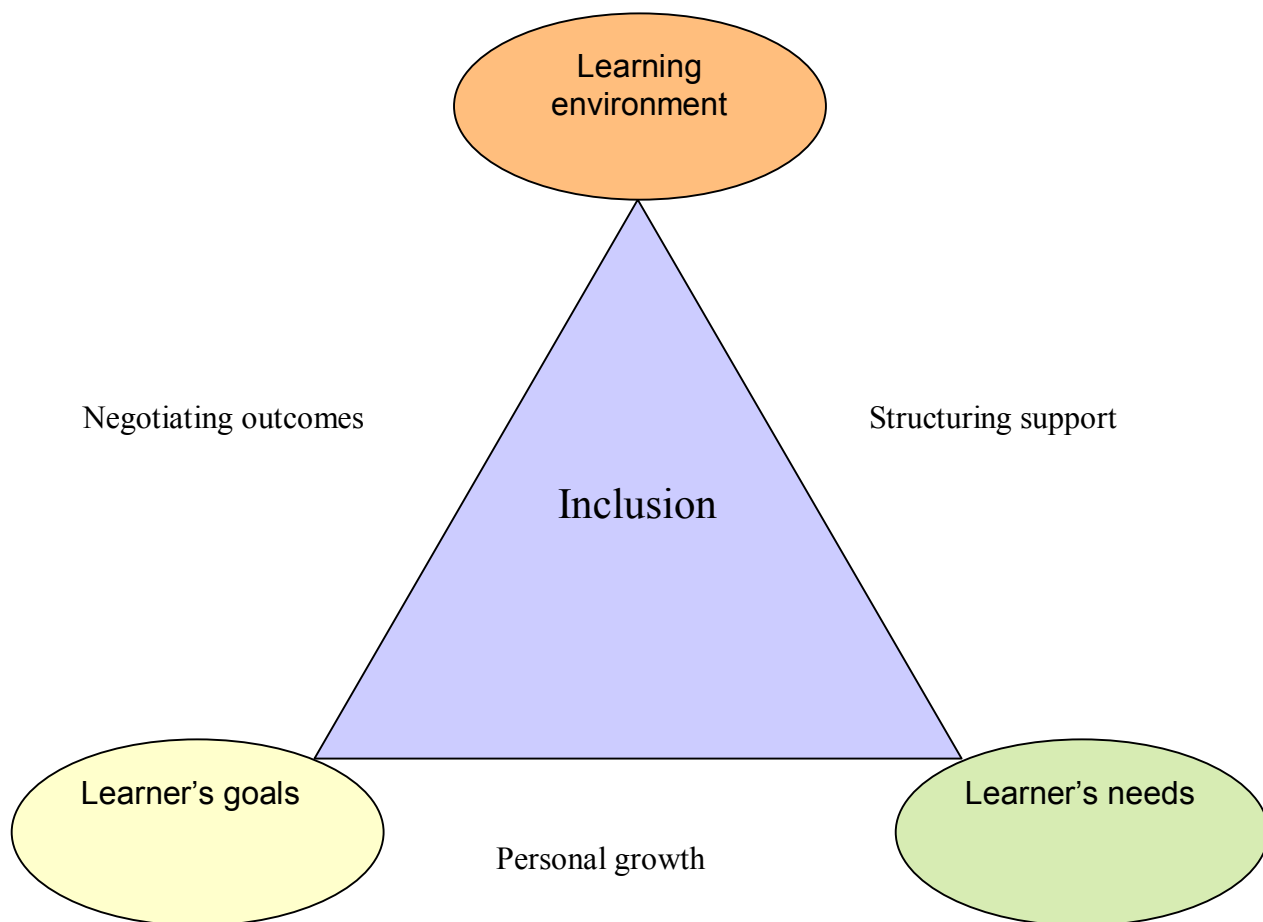 Learning
environment
Negotiating outcomes
Structuring support
Inclusion
Learner’s goals
Learner’s needs
Personal growth